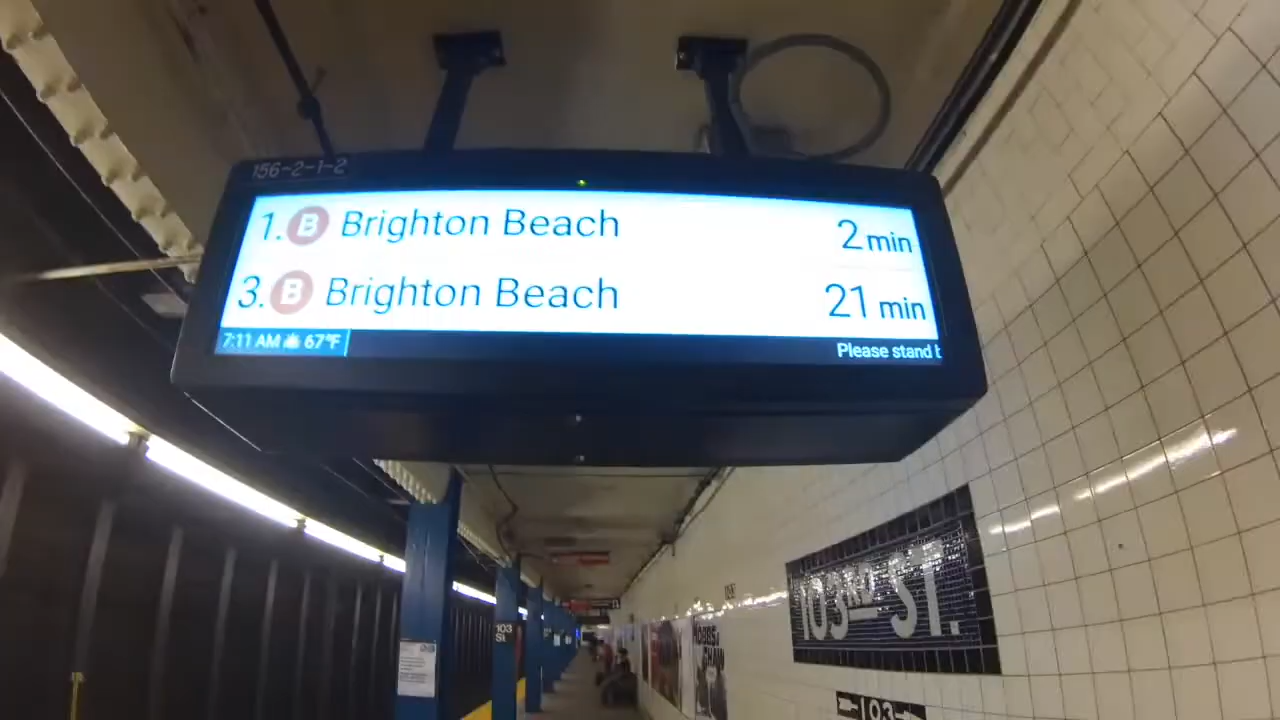 156-2-1-2
1. B Brighton Beach 2 min
3. B Brighton Beach 21 min
7:11 AM 67°F
Please stand b
103RD ST.
103
St
103